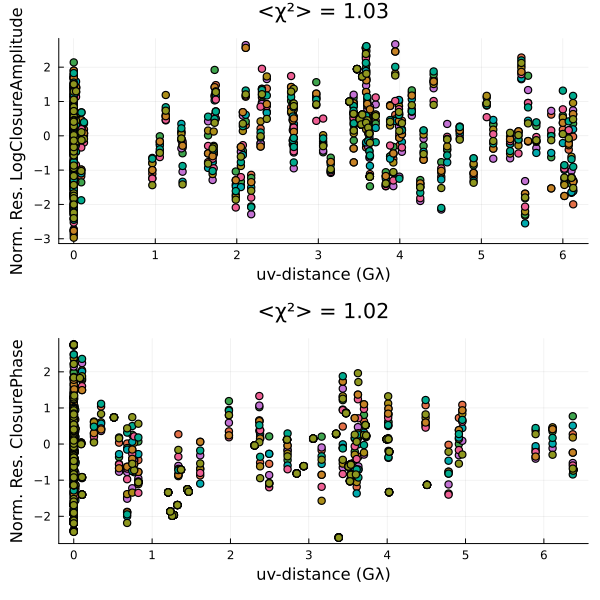 <χ²> = 1.03
Norm. Res. LogClosureAmplitude
2
1
0
−1
−2
−3
0 1 2 3 4 5 6
uv-distance (Gλ)
<χ²> = 1.02
Norm. Res. ClosurePhase
2
1
0
−1
−2
0 1 2 3 4 5 6
uv-distance (Gλ)